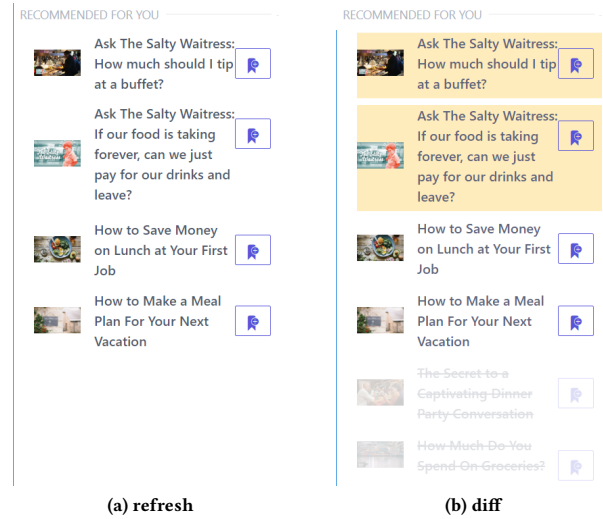 RECOMMENDED FOR YOU
Ask The Salty Waitress:
How much should I tip
at a buffet?
Ask The Salty Waitress:
If our food is taking
forever, can we just
pay for our drinks and
leave?
How to Save Money
on Lunch at Your First
Job
How to Make a Meal
Plan For Your Next
Vacation
(a) refresh
RECOMMENDED FOR YOU
Ask The Salty Waitress:
How much should I tip
at a buffet?
Ask The Salty Waitress:
If our food is taking
forever, can we just
pay for our drinks and
leave?
How to Save Money
on Lunch at Your First
Job
How to Make a Meal
Plan For Your Next
Vacation
The Secret to a
Captivating Dinner
Party Conversation
How Much Do You
Spend On Groceries?
(b) diff